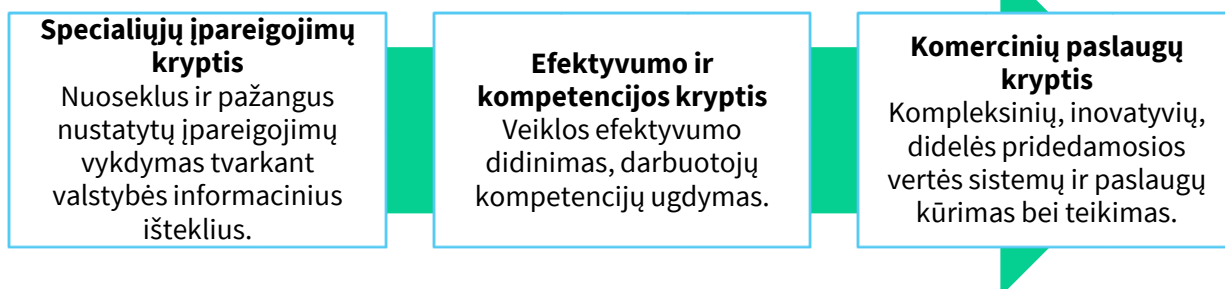 Specialiųjų įpareigojimų
kryptis
Nuoseklus ir pažangus
nustatytų įpareigojimų
vykdymas tvarkant
valstybės informacinius
išteklius.
Efektyvumo ir
kompetencijos kryptis
Veiklos efektyvumo
didinimas, darbuotojų
kompetencijų ugdymas.
Komercinių paslaugų
kryptis
Kompleksinių, inovatyvių,
didelės pridedamosios
vertės sistemų ir paslaugų
kūrimas bei teikimas.